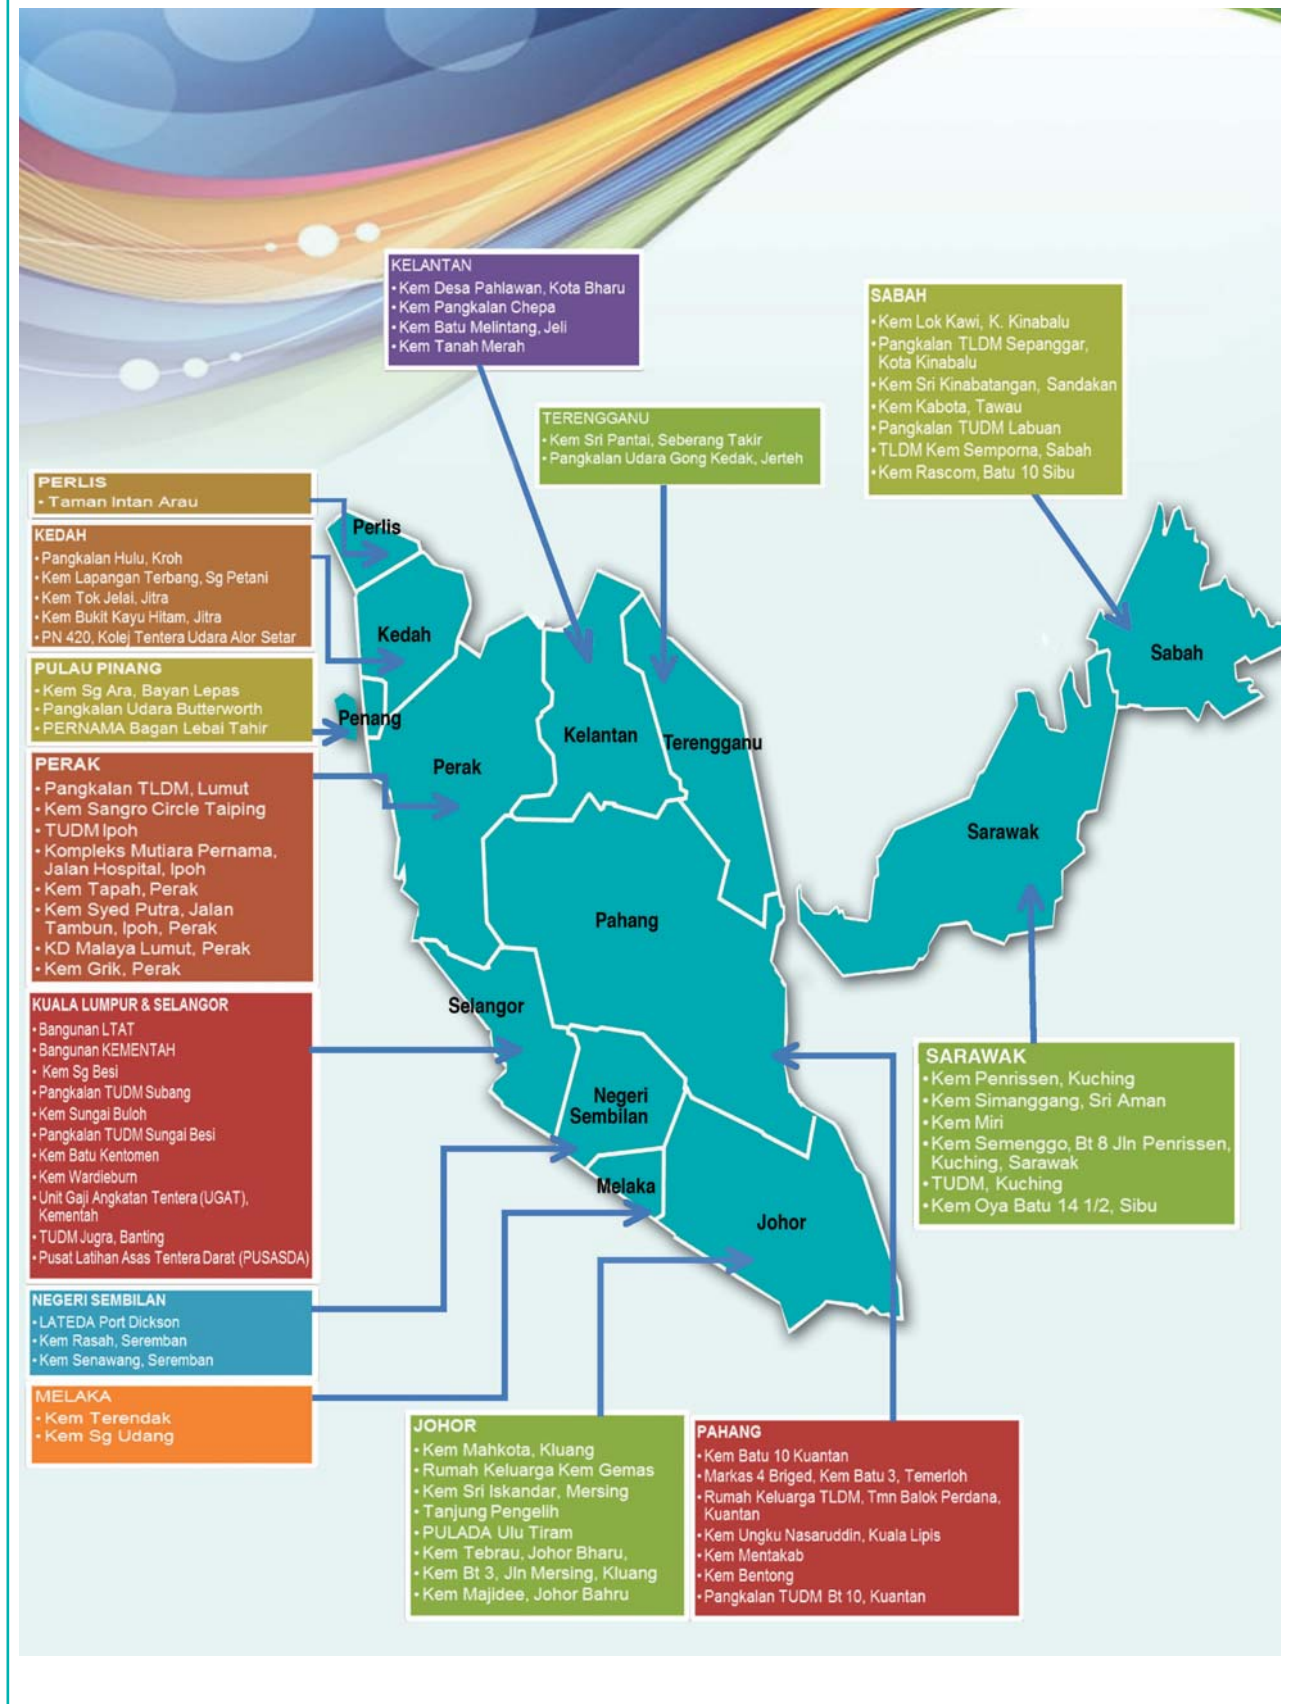 KELANTAN
• Kem Desa Pahlawan, Kota Bharu
• Kem Pangkalan Chepa
• Kem Batu Melintang, Jeli
• Kem Tanah Merah
SABAH
• Kem Lok Kawi, K. Kinabalu
• Pangkalan TLDM Sepanggar,
Kota Kinabalu
• Kem Sri Kinabatangan, Sandakan
• Kem Kabota, Tawau
• Pangkalan TUDM Labuan
• TLDM Kem Semporna, Sabah
• Kem Rascom, Batu 10 Sibu
TERENGGANU
• Kem Sri Pantai, Seberang Takir
• Pangkalan Udara Gong Kedak, Jerteh
PERLIS
• Taman Intan Arau
KEDAH
• Pangkalan Hulu, Kroh
• Kem Lapangan Terbang, Sg Petani
• Kem Tok Jelai, Jitra
• Kem Bukit Kayu Hitam, Jitra
• PN 420, Kolej Tentera Udara Alor Setar
PULAU PINANG
• Kem Sg Ara, Bayan Lepas
• Pangkalan Udara Butterworth
• PERNAMA Bagan Lebai Tahir
PERAK
• Pangkalan TLDM, Lumut
• Kem Sangro Circle Taiping
• TUDM Ipoh
• Kompleks Mutiara Pernama,
Jalan Hospital, Ipoh
• Kem Tapah, Perak
• Kem Syed Putra, Jalan
Tambun, Ipoh, Perak
• KD Malaya Lumut, Perak
• Kem Grik, Perak
KUALA LUMPUR & SELANGOR
• Bangunan LTAT
• Bangunan KEMENTAH
• Kem Sg Besi
• Pangkalan TUDM Subang
• Kem Sungai Buloh
• Pangkalan TUDM Sungai Besi
• Kem Batu Kentomen
• Kem Wardieburn
• Unit Gaji Angkatan Tentera (UGAT),
Kementah
• TUDM Jugra, Banting
• Pusat Latihan Asas Tentera Darat (PUSASDA)
NEGERI SEMBILAN
• LATEDA Port Dickson
• Kem Rasah, Seremban
• Kem Senawang, Seremban
MELAKA
• Kem Terendak
• Kem Sg Udang
Perlis
Kedah
Penang
Perak
Kelantan
Terengganu
Pahang
Selangor
Negeri
Sembilan
Melaka
Johor
Sabah
Sarawak
SARAWAK
• Kem Penrissen, Kuching
• Kem Simanggang, Sri Aman
• Kem Miri
• Kem Semenggo, Bt 8 Jln Penrissen,
Kuching, Sarawak
• TUDM, Kuching
• Kem Oya Batu 14 1/2, Sibu
JOHOR
• Kem Mahkota, Kluang
• Rumah Keluarga Kem Gemas
• Kem Sri Iskandar, Mersing
• Tanjung Pengelih
• PULADA Ulu Tiram
• Kem Tebrau, Johor Bharu,
• Kem Bt 3, Jln Mersing, Kluang
• Kem Majidee, Johor Bahru
PAHANG
• Kem Batu 10 Kuantan
• Markas 4 Briged, Kem Batu 3, Temerloh
• Rumah Keluarga TLDM, Tmn Balok Perdana,
Kuantan
• Kem Ungku Nasaruddin, Kuala Lipis
• Kem Mentakab
• Kem Bentong
• Pangkalan TUDM Bt 10, Kuantan